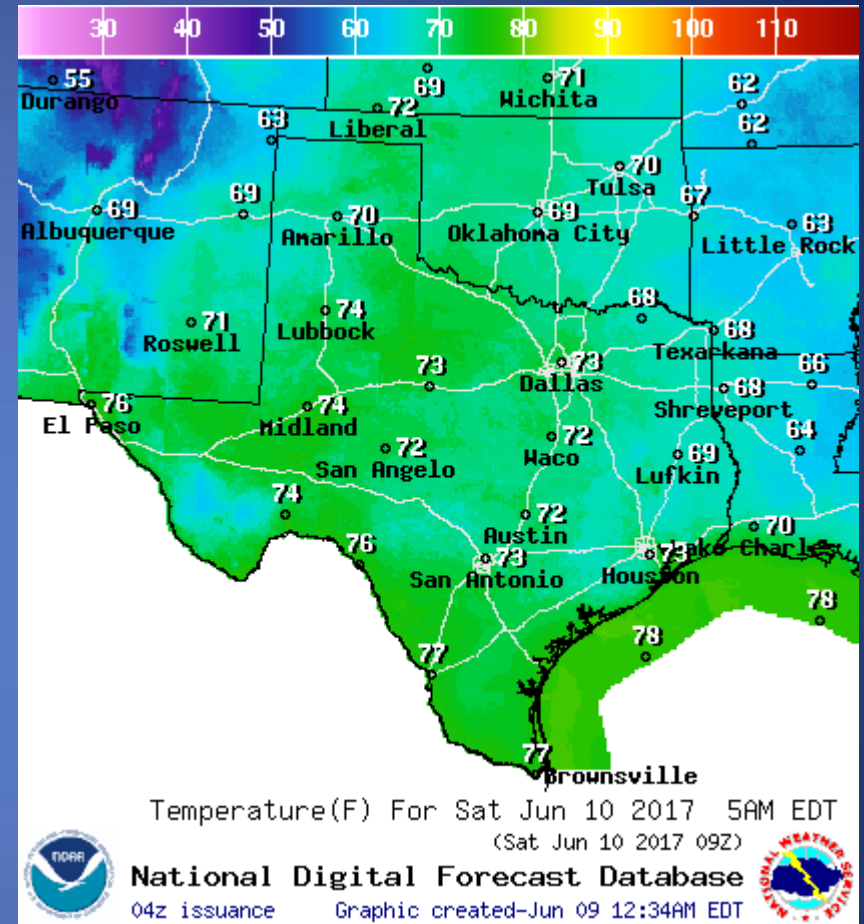 30 40 50 60 70 80 90 100 110
55
Durango
69
72
Liberal
71
Wichita
62
62
63
70
Tulsa
69
Albuquerque
69
70
Amarillo
69
Oklahoma City
67
63
Little Rock
71
Roswell
74
Lubbock
68
68
Texarkana
73
73
Dallas
66
68
Shreveport
76
El Paso
74
Midland
72
San Angelo
72
Waco
69
Lufkin
64
74
72
Austin
70
Lake Charles
76
73
San Antonio
73
Houston
78
78
77
77
Brownsville
Temperature(F) For Sat Jun 10 2017 5AM EDT
(Sat Jun 10 2017 09Z)
NOAA
National Digital Forecast Database
04z issuance Graphic created-Jun 09 12:34AM EDT
NATIONAL WEATHER SERVICE